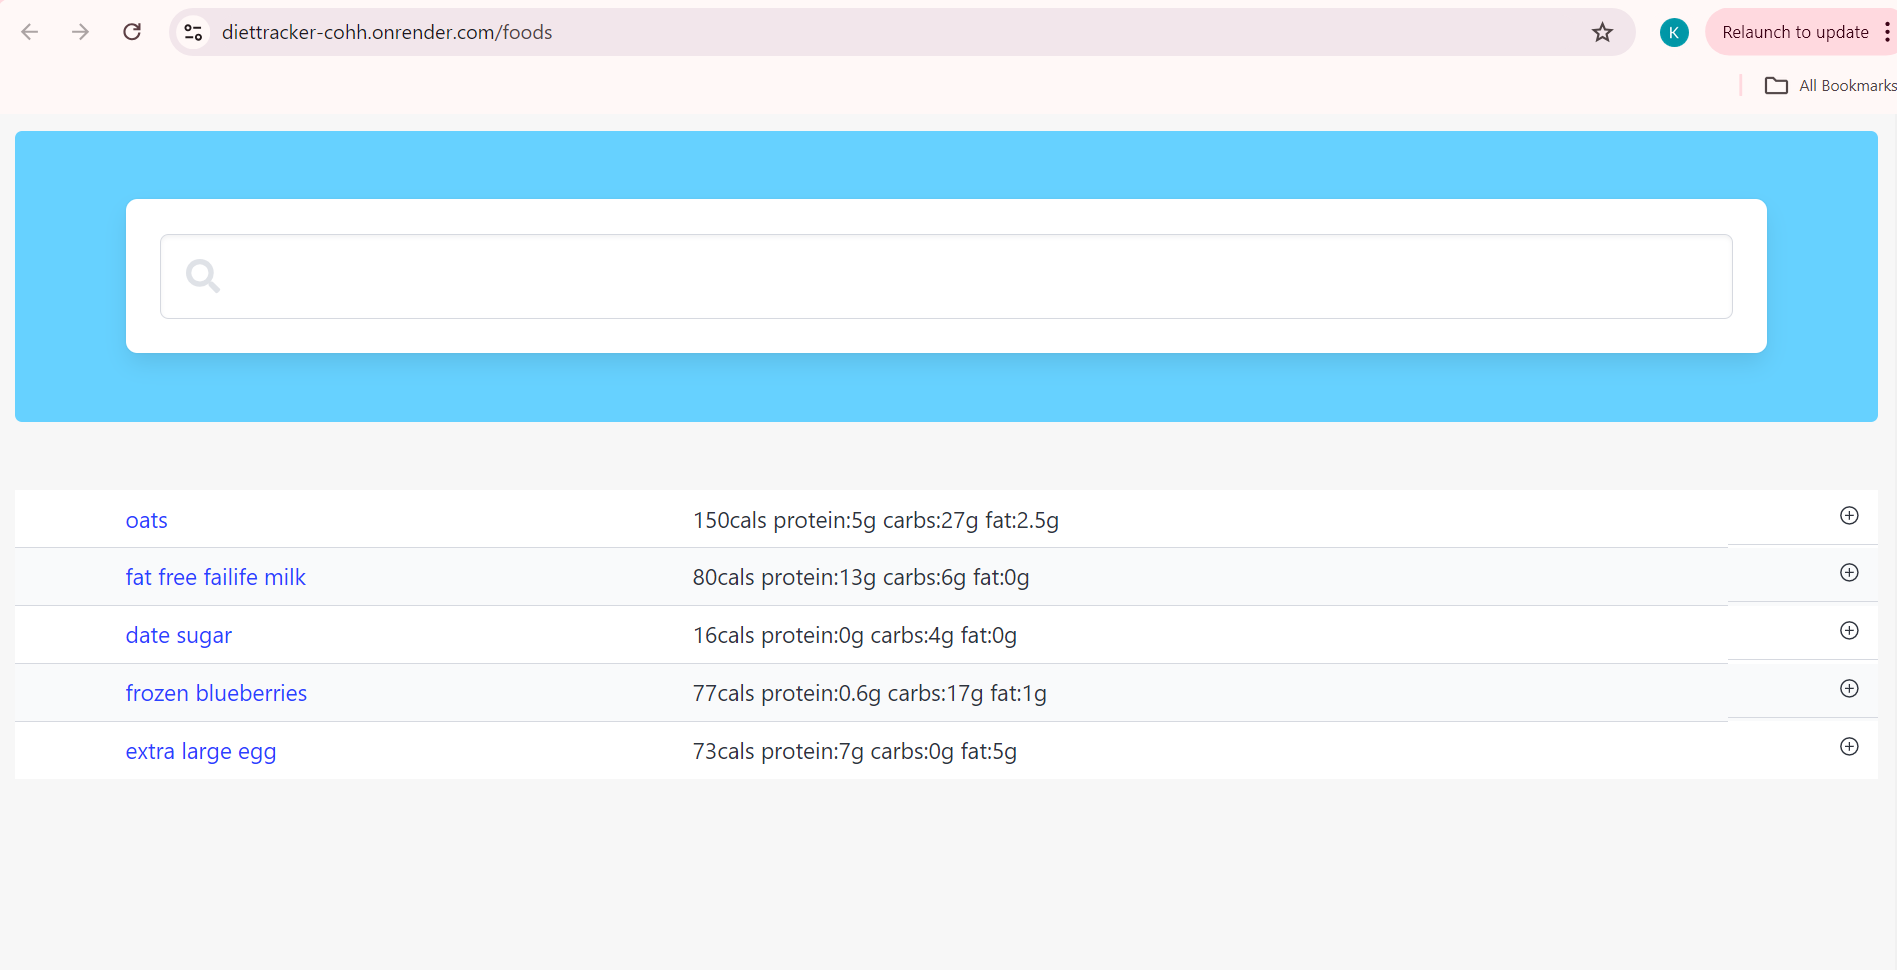 diettracker-cohh.onrender.com/foods K Relaunch to update
All Bookmarks
oats 150cals protein:5g carbs:27g fat:2.5g
fat free failife milk 80cals protein:13g carbs:6g fat:0g
date sugar 16cals protein:0g carbs:4g fat:0g
frozen blueberries 77cals protein:0.6g carbs:17g fat:1g
extra large egg 73cals protein:7g carbs:0g fat:5g